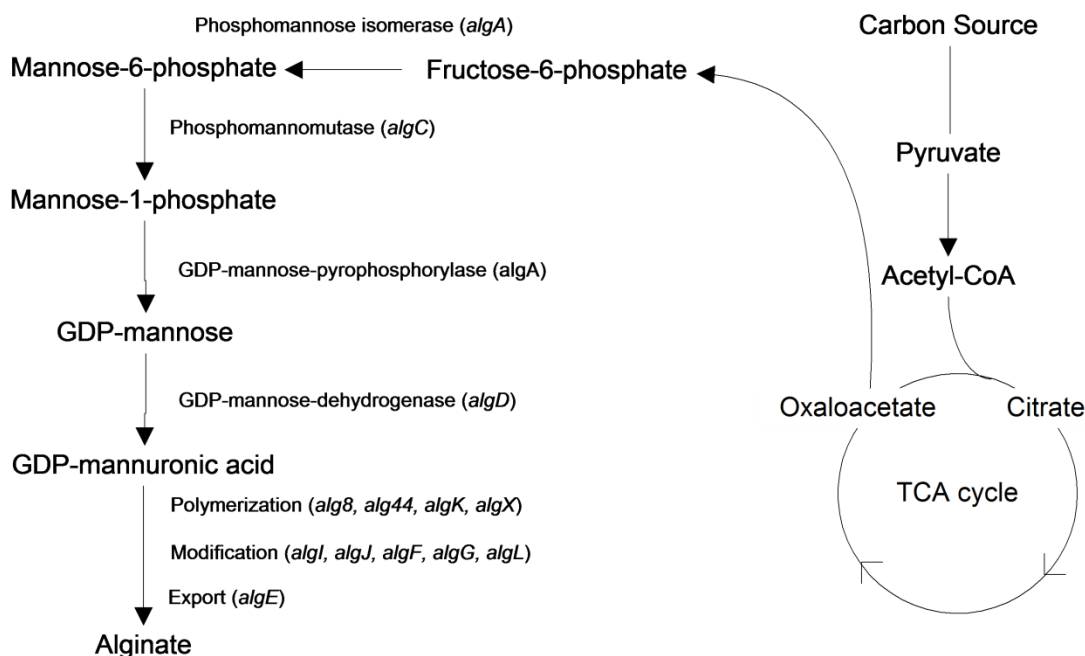 Phosphomannose isomerase (algA)
Mannose-6-phosphate
Fructose-6-phosphate
Phosphomannomutase (algC)
Mannose-1-phosphate
GDP-mannose-pyrophosphorylase (algA)
GDP-mannose
GDP-mannose-dehydrogenase (algD)
GDP-mannuronic acid
Polymerization (alg8, alg44, algK, algX)
Modification (algI, algJ, algF, algG, algL)
Export (algE)
Alginate
Carbon Source
Pyruvate
Acetyl-CoA
Oxaloacetate
Citrate
TCA cycle